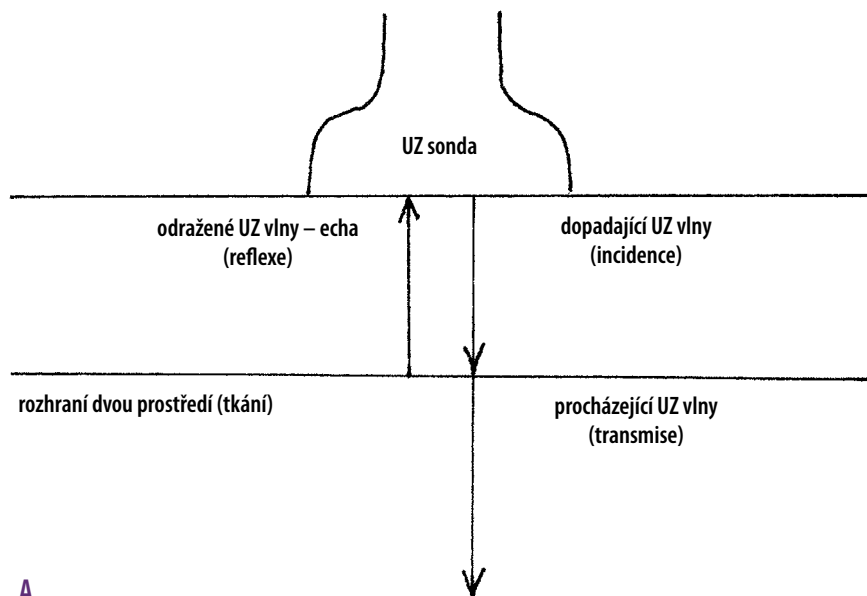 UZ sonda
odražené UZ vlny – echa
(reflexe)
dopadající UZ vlny
(incidence)
rozhraní dvou prostředí (tkání)
procházející UZ vlny
(transmise)
A